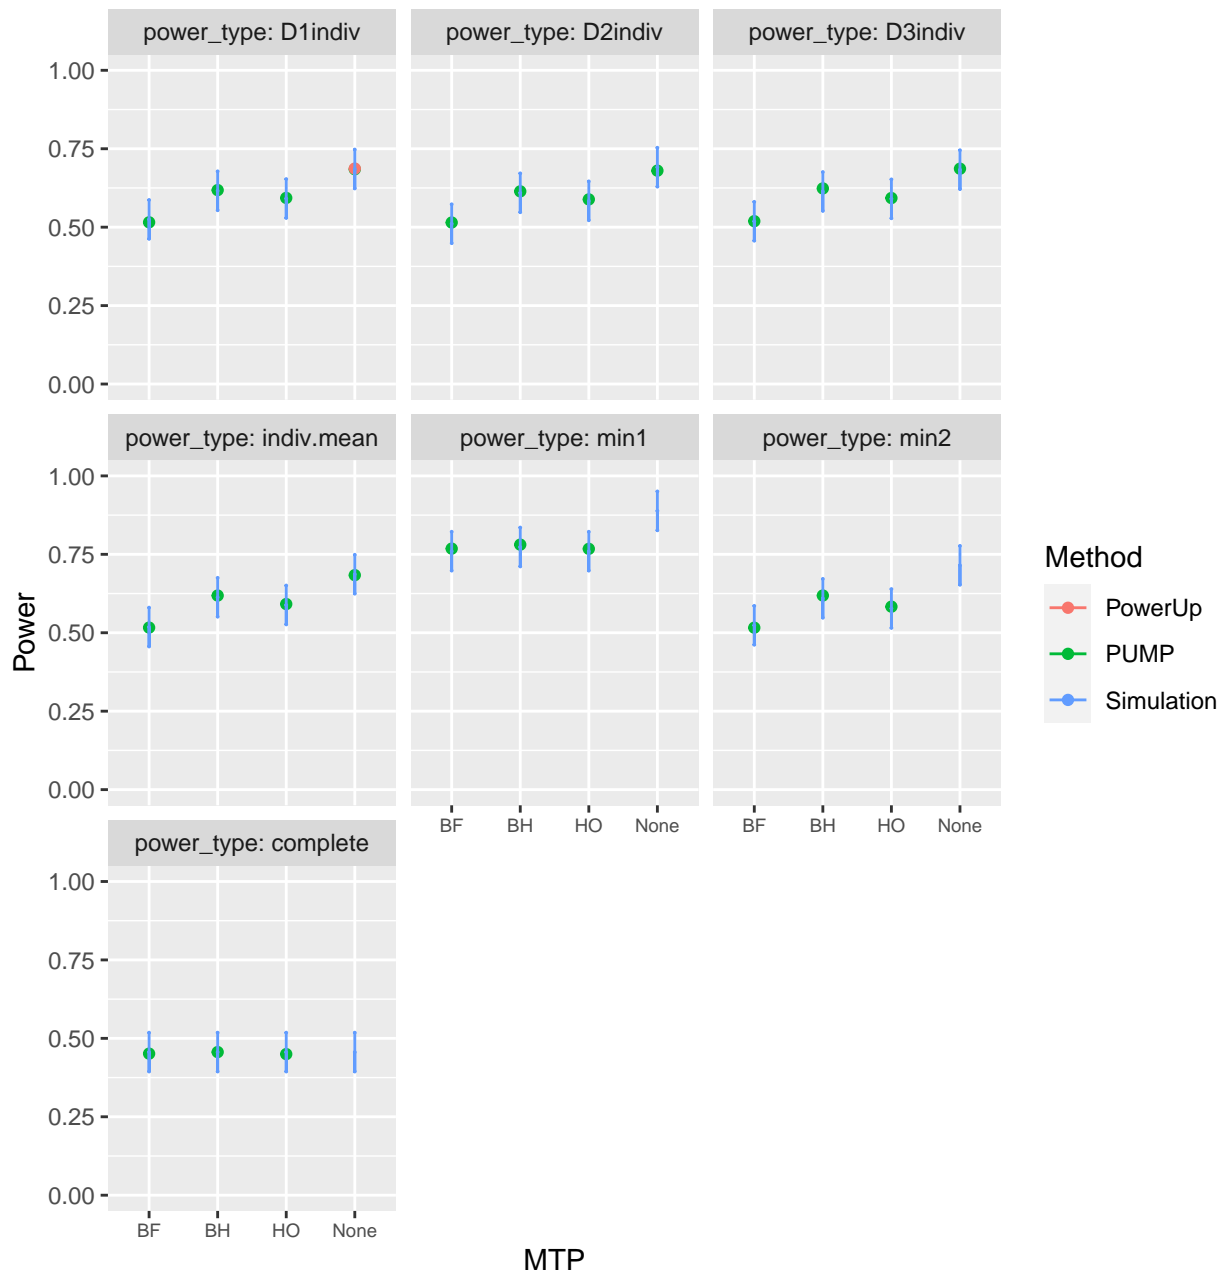 power_type: D1indiv
power_type: D2indiv
power_type: D3indiv
1.00
0.75
0.50
0.25
0.00
power_type: indiv.mean
power_type: min1
power_type: min2
1.00
0.75
0.50
0.25
0.00
BF BH HO None
BF BH HO None
power_type: complete
1.00
0.75
0.50
0.25
0.00
BF BH HO None
Power
MTP
Method
PowerUp
PUMP
Simulation